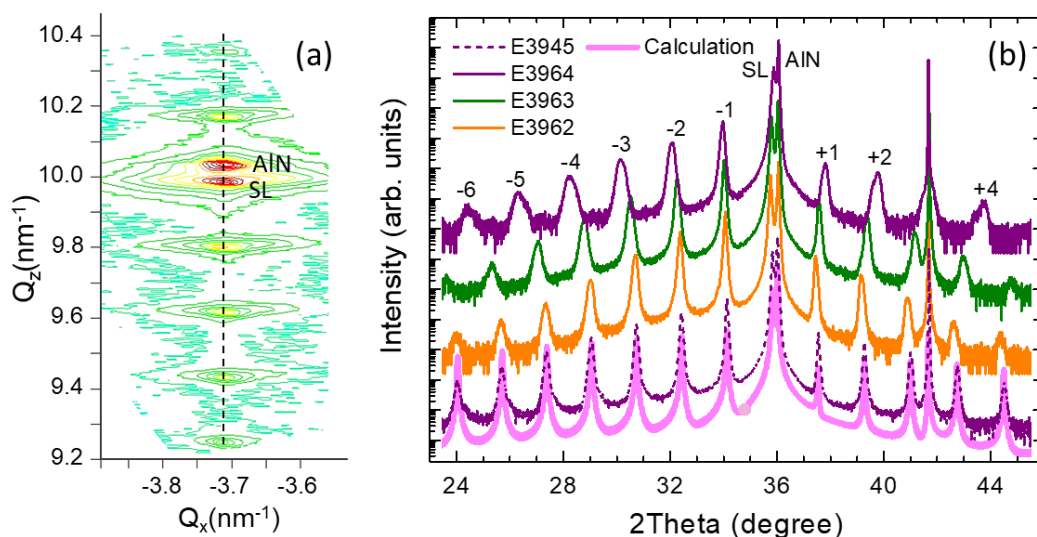 (a)
10.4
10.2
10.0
9.8
9.6
9.4
9.2
AlN
SL
-3.8 -3.7 -3.6
Qz(nm-1)
Qx(nm-1)
(b)
E3945 Calculation
E3964
E3963
E3962
SL AlN
-6 -5 -4 -3 -2 -1 +1 +2 +4
24 28 32 36 40 44
Intensity (arb. units)
2Theta (degree)